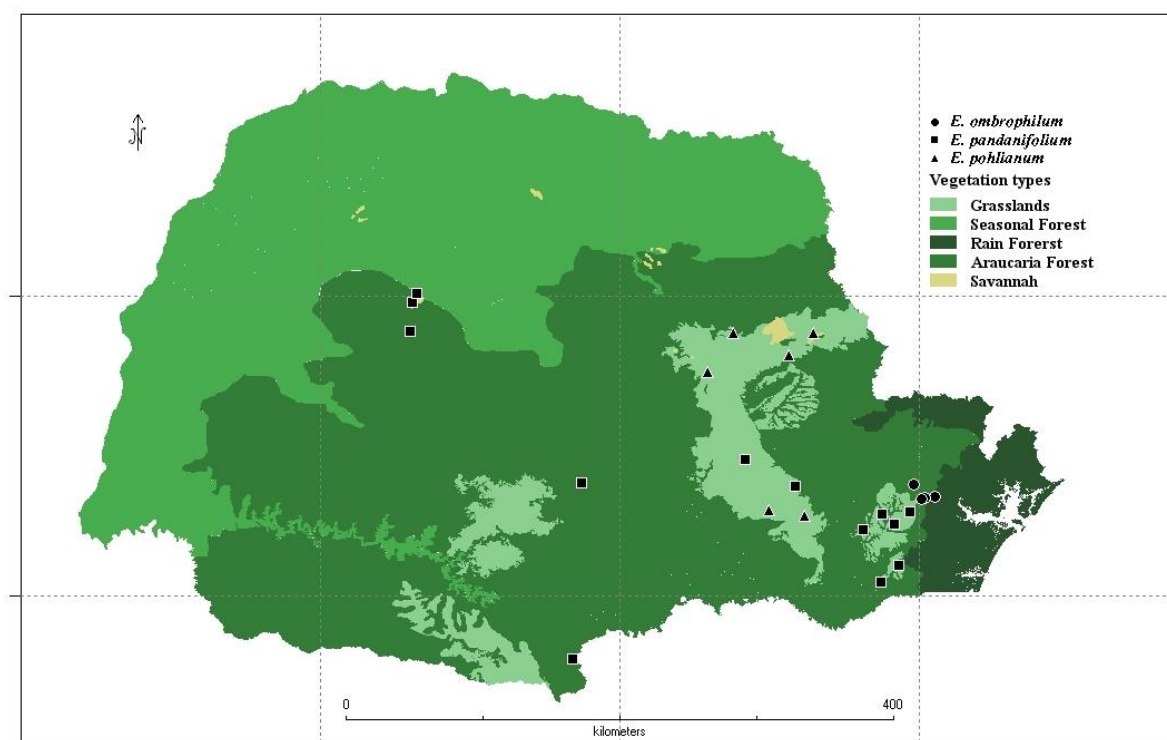 N
E. ombrophilum
E. pandanifolium
E. pohlianum
Vegetation types
Grasslands
Seasonal Forest
Rain Forerst
Araucaria Forest
Savannah
0 400
kilometers